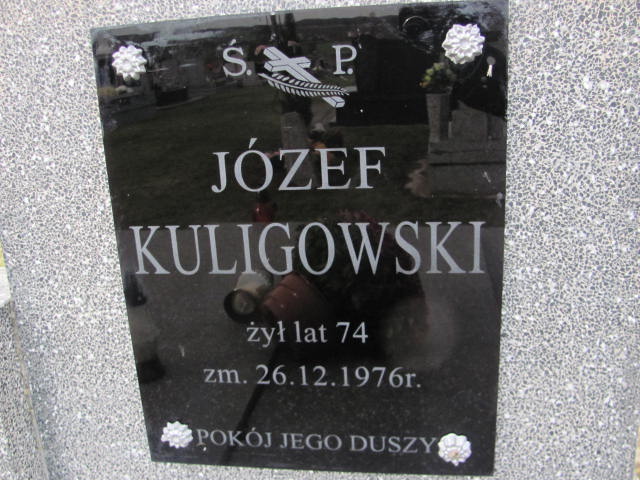 Ś. P.
JÓZEF
KULIGOWSKI
żył lat 74
zm. 26.12.1976r.
POKÓJ JEGO DUSZY